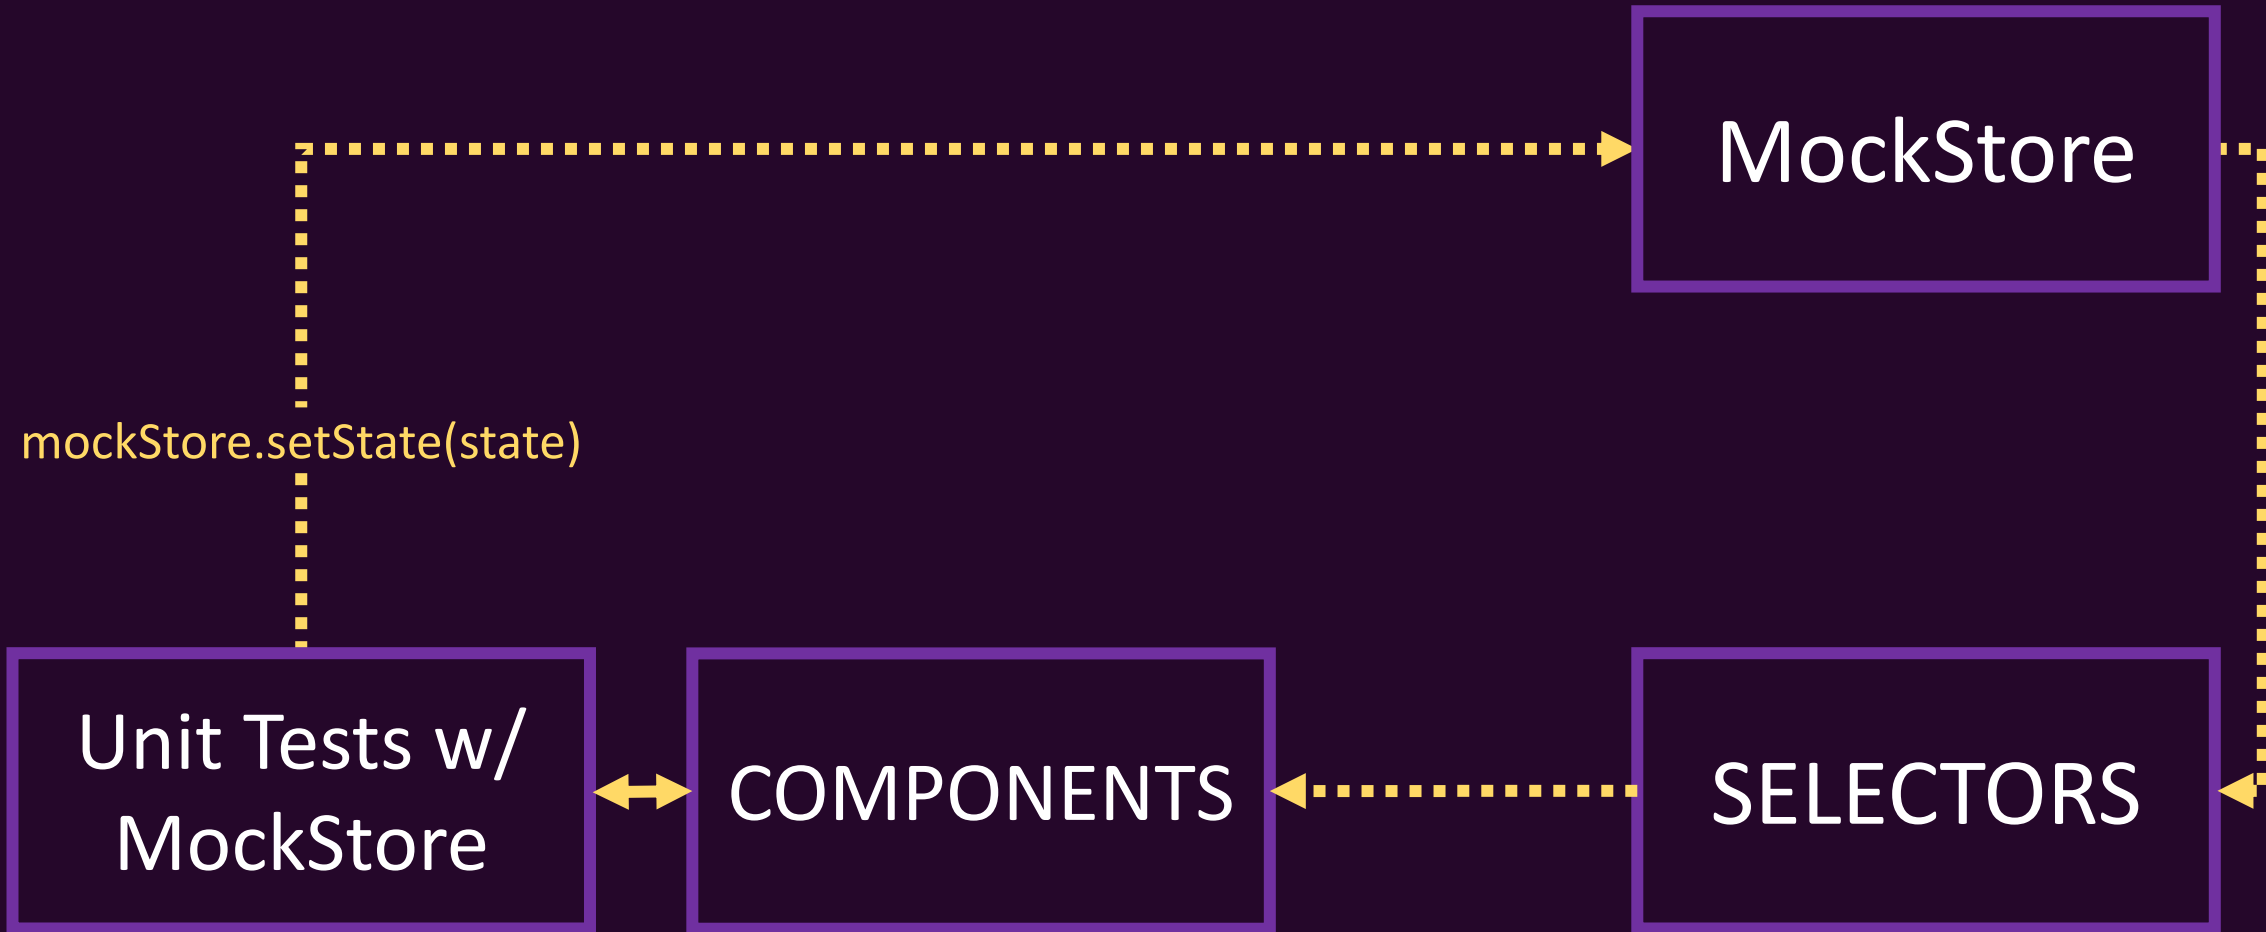 MockStore
mockStore.setState(state)
Unit Tests w/
MockStore
COMPONENTS
SELECTORS